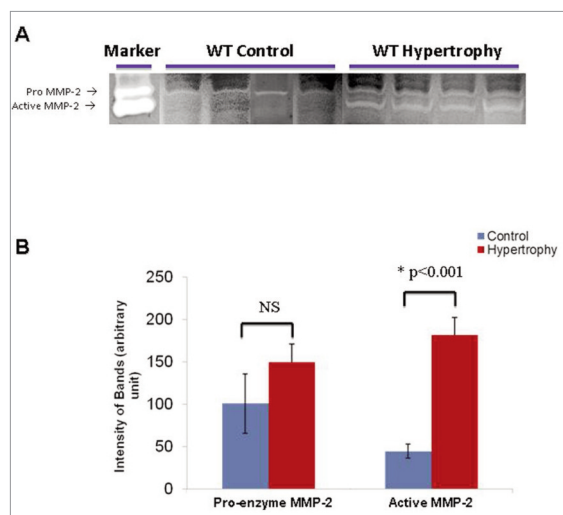 A
Marker WT Control WT Hypertrophy
Pro MMP-2 →
Active MMP-2 →
B
Control
Hypertrophy
* p<0.001
NS
Intensity of Bands (arbitrary
unit)
250
200
150
100
50
0
Pro-enzyme MMP-2 Active MMP-2